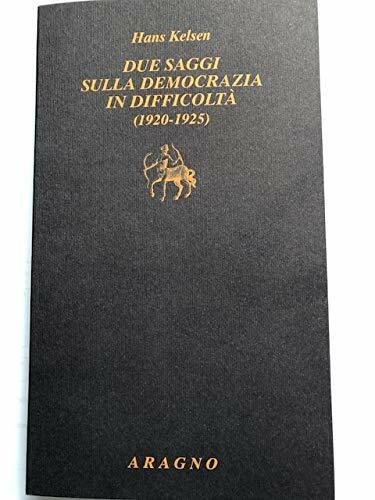 Hans Kelsen
DUE SAGGI
SULLA DEMOCRAZIA
IN DIFFICOLTÀ
(1920-1925)
ARAGNO